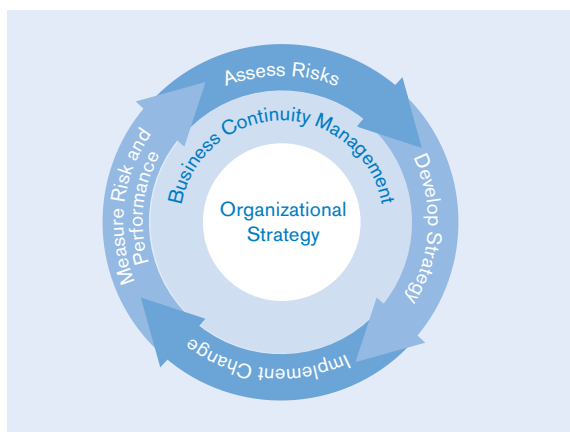 Assess Risks
Develop Strategy
Implement Change
Measure Risk and
Performance
Business Continuity Management
Organizational
Strategy